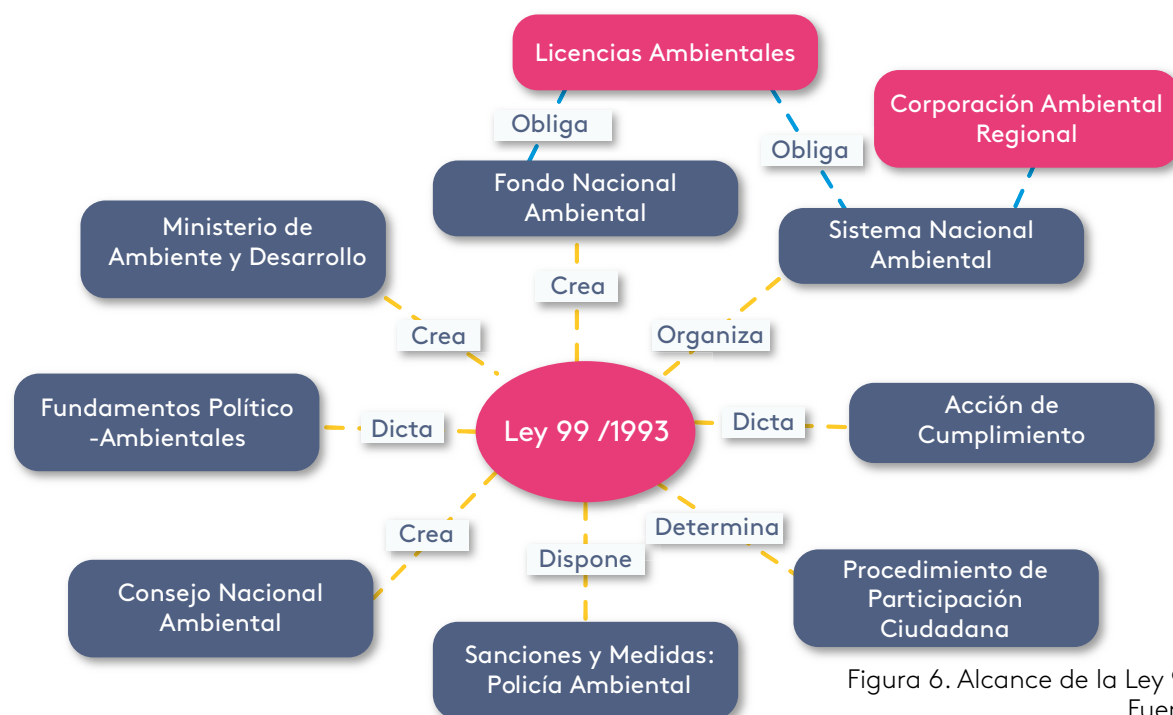 Licencias Ambientales
Corporación Ambiental
Regional
Obliga
Obliga
Fondo Nacional
Ambiental
Ministerio de
Ambiente y Desarrollo
Sistema Nacional
Ambiental
Crea
Crea
Organiza
Fundamentos Político
-Ambientales
Dicta
Ley 99 /1993
Dicta
Acción de
Cumplimiento
Crea
Determina
Dispone
Consejo Nacional
Ambiental
Procedimiento de
Participación
Ciudadana
Sanciones y Medidas:
Policía Ambiental
Figura 6. Alcance de la Ley